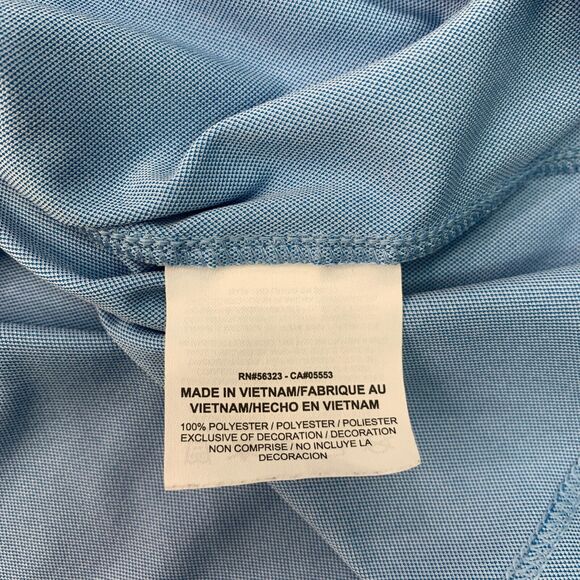 RN#56323 - CA#05553
MADE IN VIETNAM/FABRIQUE AU
VIETNAM/HECHO EN VIETNAM
100% POLYESTER / POLYESTER / POLIESTER
EXCLUSIVE OF DECORATION / DECORATION
NON COMPRISE / NO INCLUYE LA
DECORACION